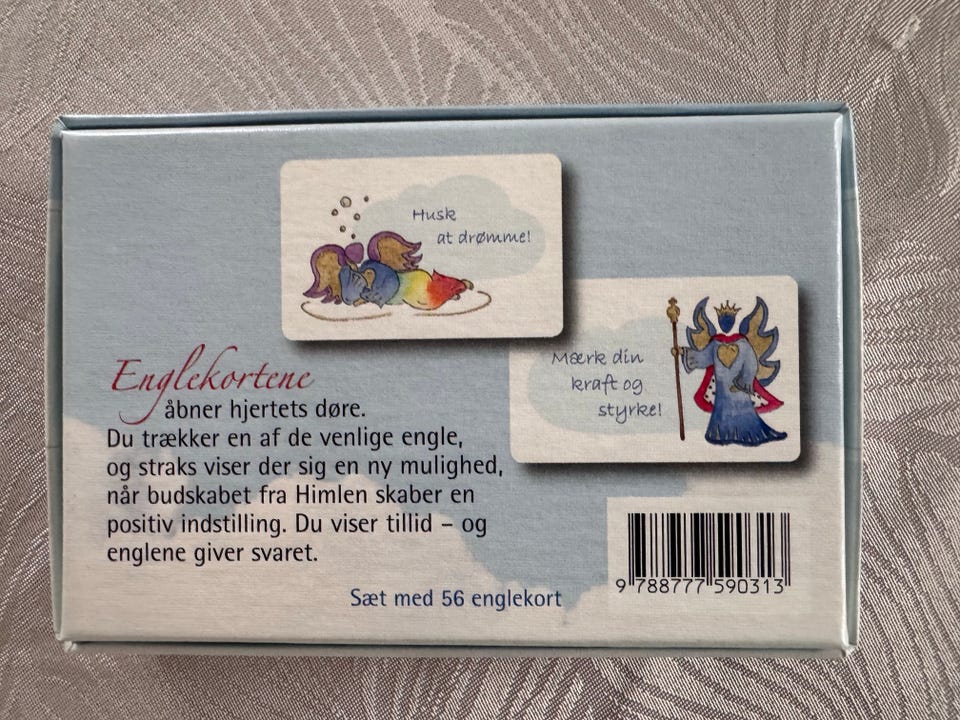 Husk
at drømme!
Mærk din
kraft og
styrke!
Englekortene
åbner hjertets døre.
Du trækker en af de venlige engle,
og straks viser der sig en ny mulighed,
når budskabet fra Himlen skaber en
positiv indstilling. Du viser tillid – og
englene giver svaret.
Sæt med 56 englekort
9 788777 590313